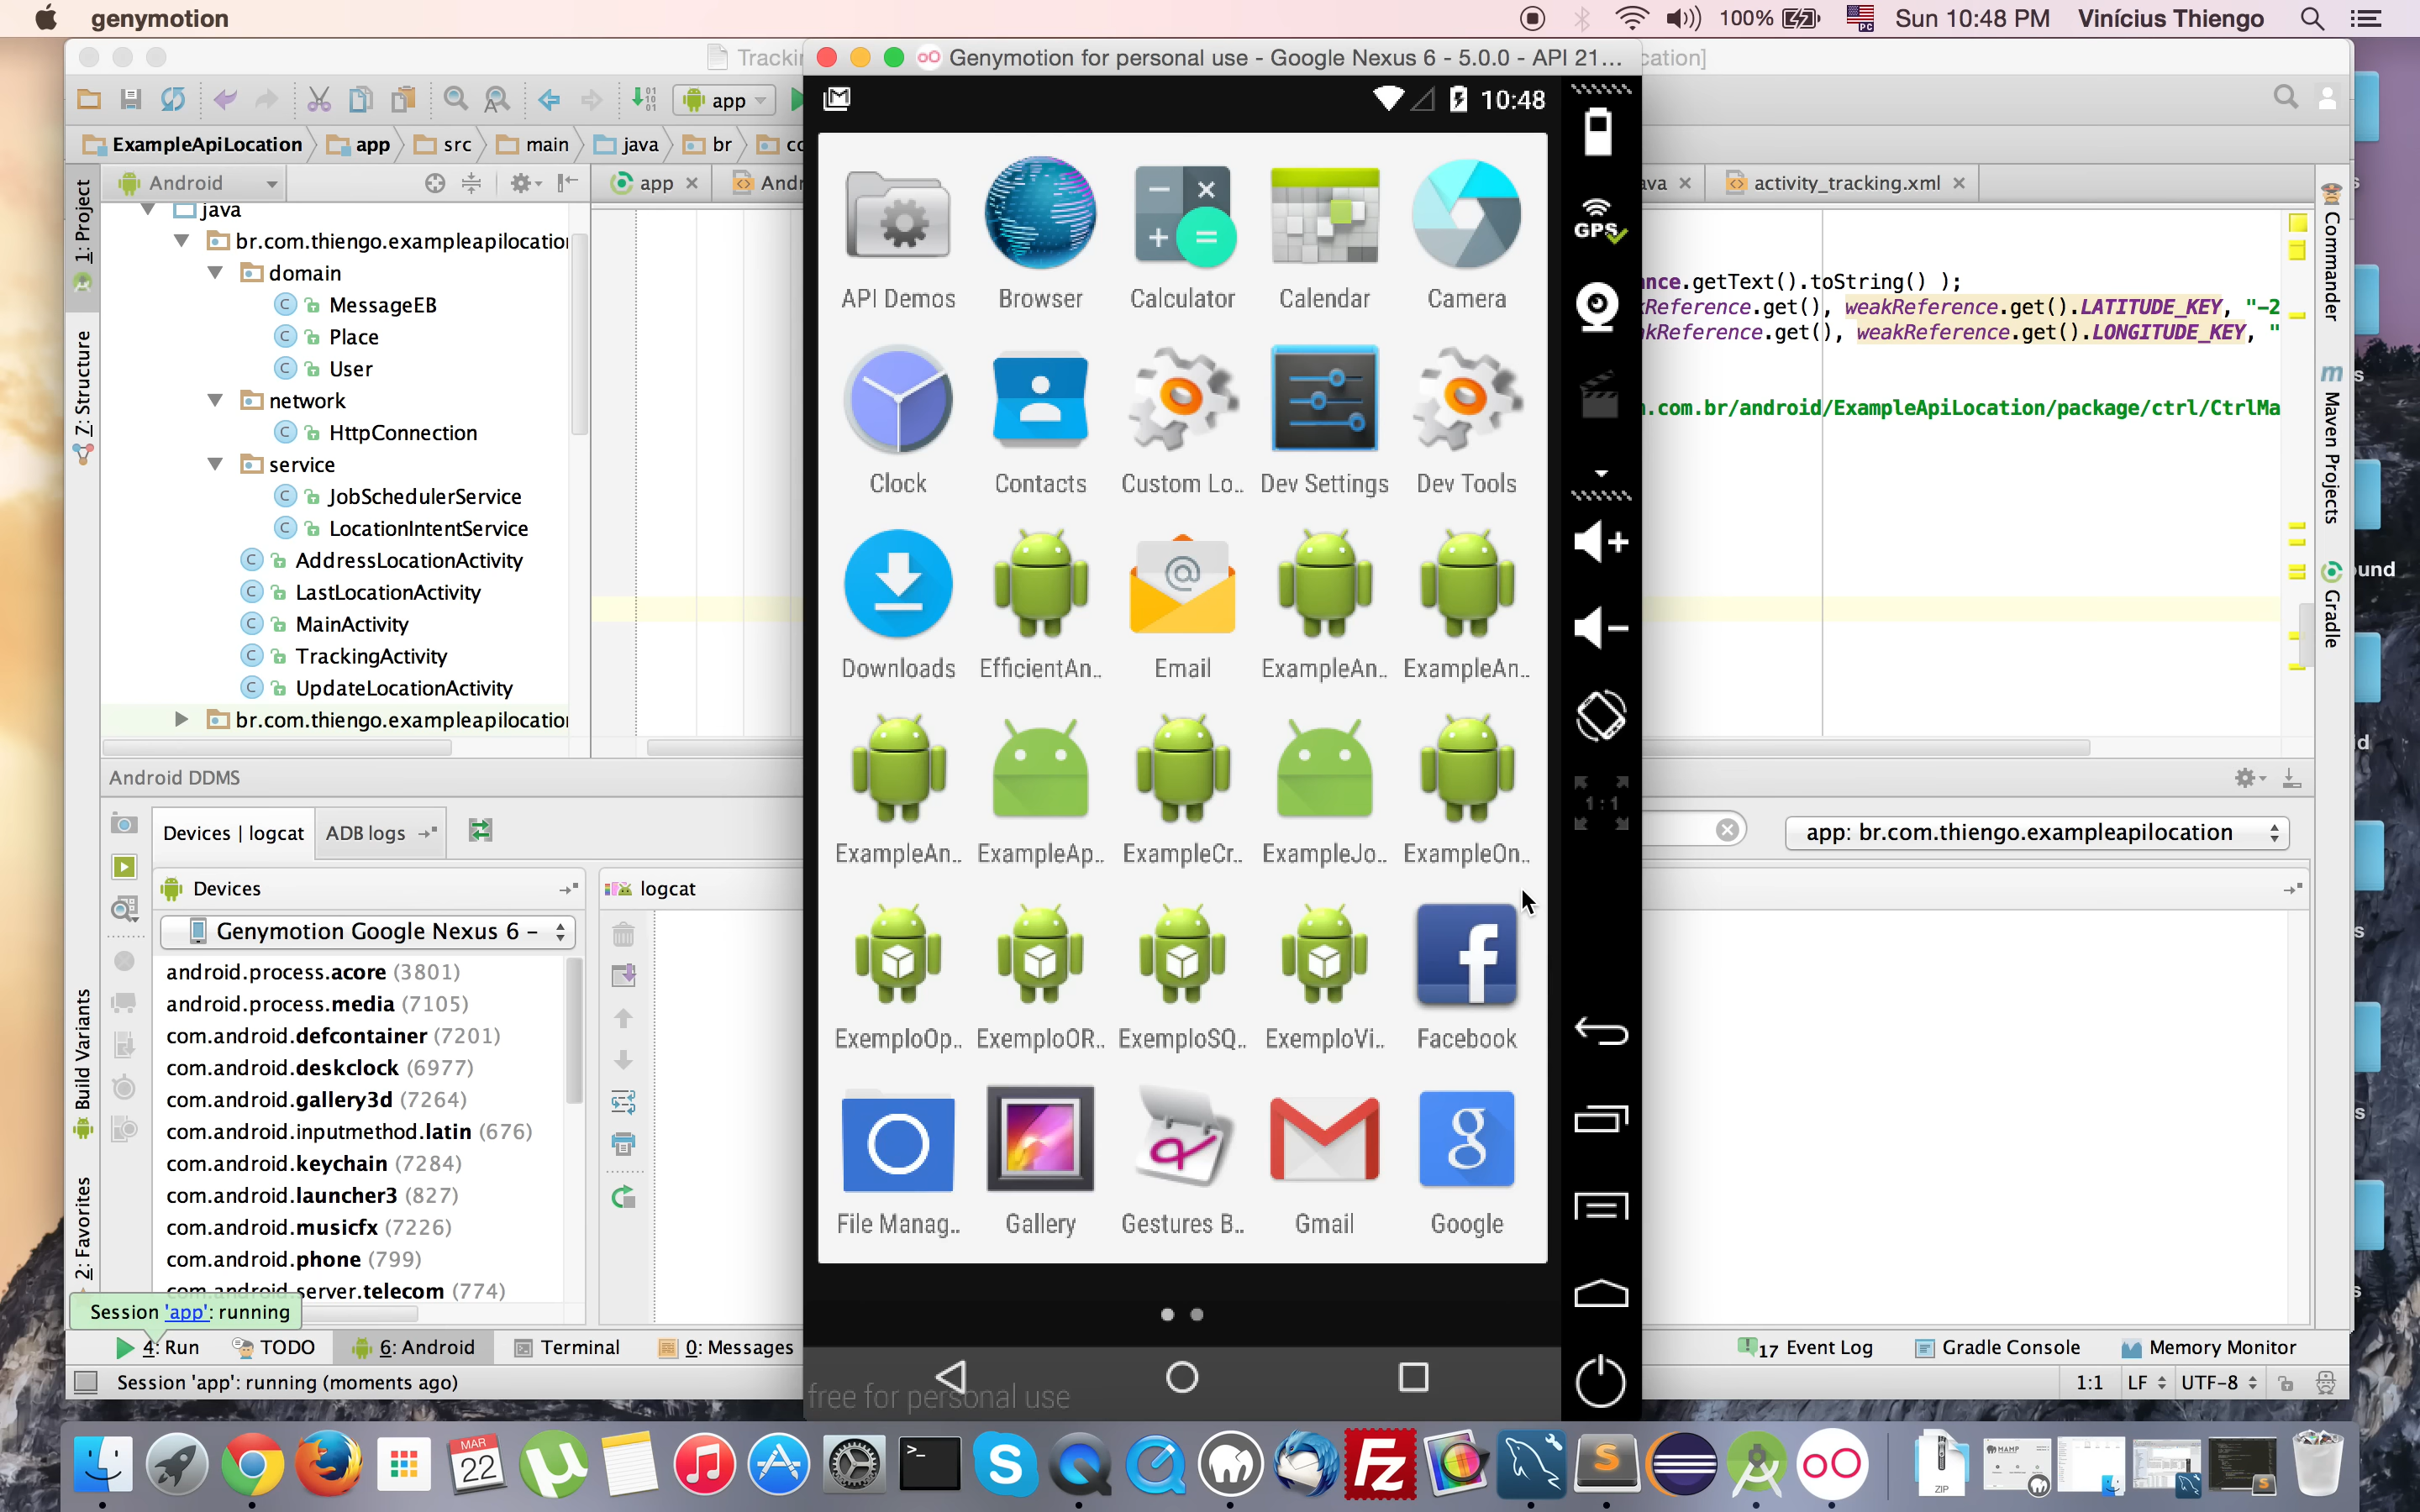 genymotion
100%
Sun 10:48 PM
Vinícius Thiengo
Genymotion for personal use - Google Nexus 6 - 5.0.0 - API 21...
app
ExampleApiLocation
app
src
main
java
br
Android
app
activity_tracking.xml
1: Project
7: Structure
Build Variants
2: Favorites
java
br.com.thiengo.exampleapilocation
domain
MessageEB
Place
User
network
HttpConnection
service
JobSchedulerService
LocationIntentService
AddressLocationActivity
LastLocationActivity
MainActivity
TrackingActivity
UpdateLocationActivity
br.com.thiengo.exampleapilocation
nce.getText().toString() );
kReference.get(), weakReference.get().LATITUDE_KEY, "-2
akReference.get(), weakReference.get().LONGITUDE_KEY, "
.com.br/android/ExampleApiLocation/package/ctrl/CtrlMa
Commander
Maven Projects
Gradle
10:48
API Demos
Browser
Calculator
Calendar
Camera
Clock
Contacts
Custom Lo..
Dev Settings
Dev Tools
Downloads
EfficientAn..
Email
ExampleAn..
ExampleAn..
ExampleAn..
ExampleAp..
ExampleCr..
ExampleJo..
ExampleOn..
ExemploOp..
ExemploOR..
ExemploSQ..
ExemploVi..
Facebook
File Manag..
Gallery
Gestures B..
Gmail
Google
free for personal use
GPS
1:1
Android DDMS
Devices | logcat
ADB logs
Devices
logcat
app: br.com.thiengo.exampleapilocation
Genymotion Google Nexus 6 -
android.process.acore (3801)
android.process.media (7105)
com.android.defcontainer (7201)
com.android.deskclock (6977)
com.android.gallery3d (7264)
com.android.inputmethod.latin (676)
com.android.keychain (7284)
com.android.launcher3 (827)
com.android.musicfx (7226)
com.android.phone (799)
com.android.server.telecom (774)
Session 'app': running
4: Run
TODO
6: Android
Terminal
0: Messages
17 Event Log
Gradle Console
Memory Monitor
Session 'app': running (moments ago)
1:1
LF
UTF-8
MAR
22
ZIP
MAMP